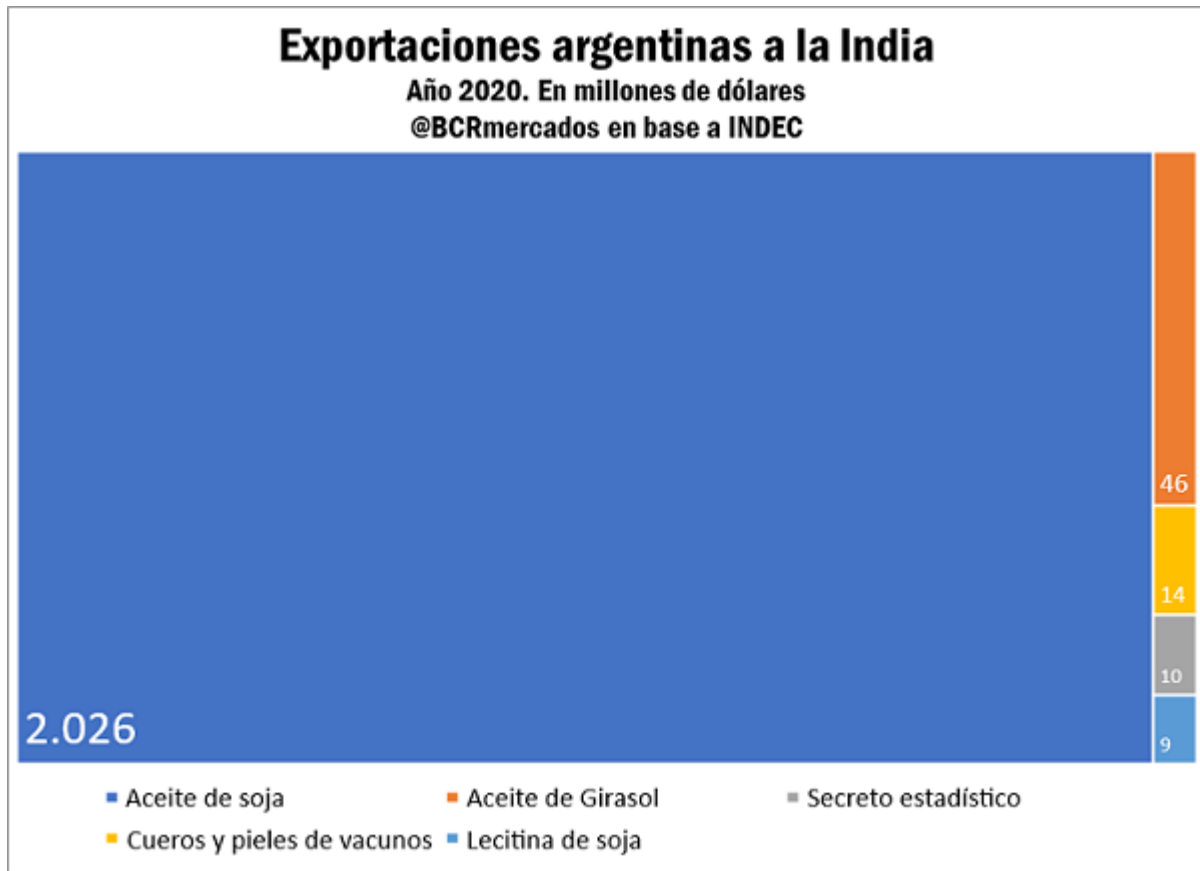 Exportaciones argentinas a la India
Año 2020. En millones de dólares
@BCRmercados en base a INDEC
46
14
10
2.026
9
Aceite de soja
Aceite de Girasol
Secreto estadístico
Cueros y pieles de vacunos
Lecitina de soja